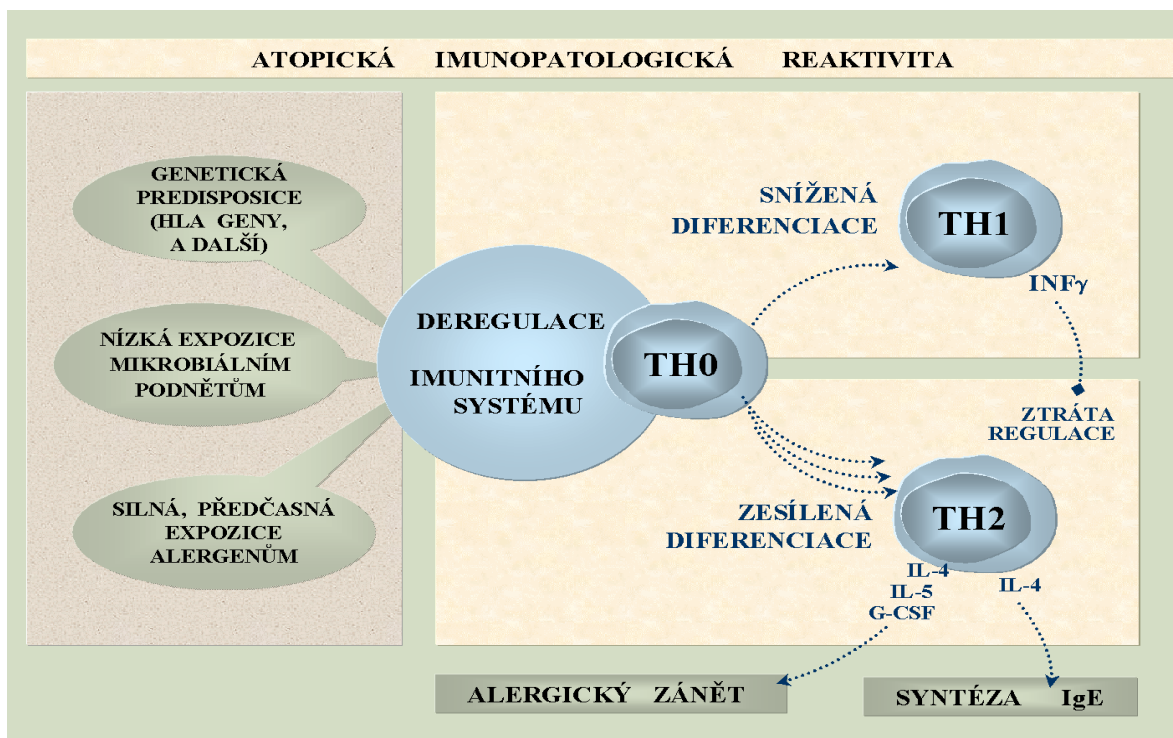 ATOPICKÁ IMUNOPATOLOGICKÁ REAKTIVITA
GENETICKÁ
PREDISPOSICE
(HLA GENY,
A DALŠÍ)
NÍZKÁ EXPOZICE
MIKROBIÁLNÍM
PODNĚTŮM
SILNÁ, PŘEDČASNÁ
EXPOZICE
ALERGENŮM
DEREGULACE
IMUNITNÍHO
SYSTÉMU
TH0
SNÍŽENÁ
DIFERENCIACE
TH1
INFγ
ZTRÁTA
REGULACE
ZESÍLENÁ
DIFERENCIACE
TH2
IL-4
IL-5
G-CSF
IL-4
ALERGICKÝ ZÁNĚT
SYNTÉZA IgE